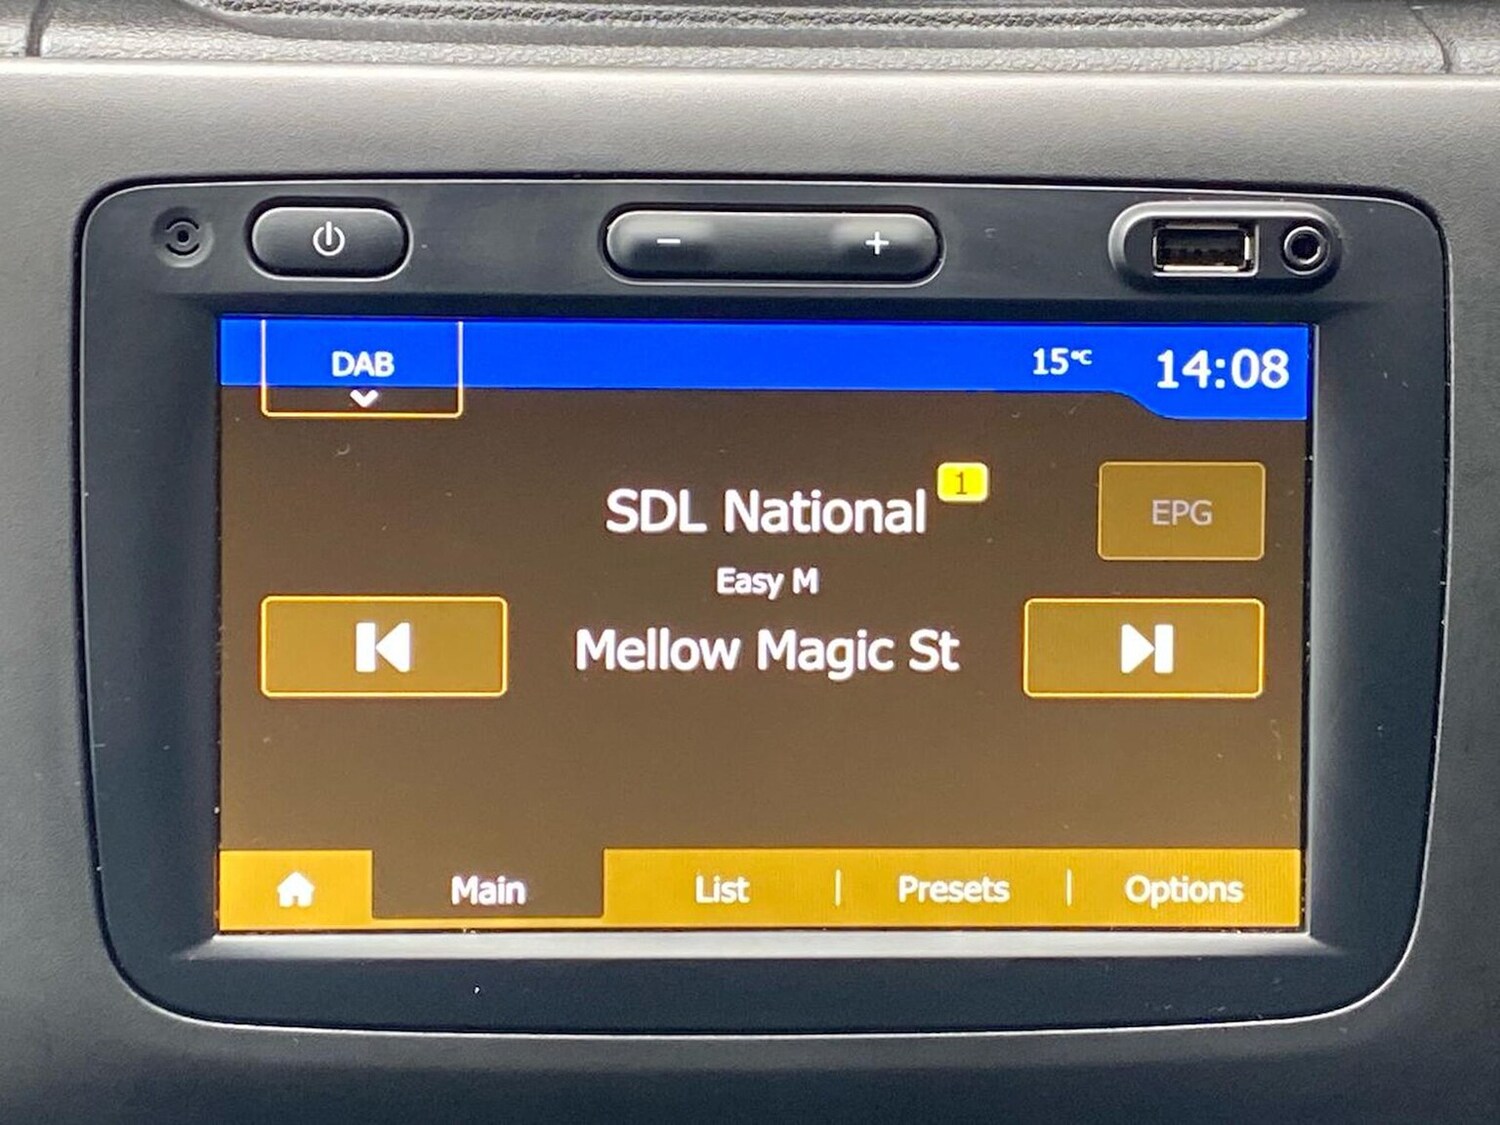 DAB
15°C
14:08
SDL National 1
EPG
Easy M
Mellow Magic St
Main
List
Presets
Options